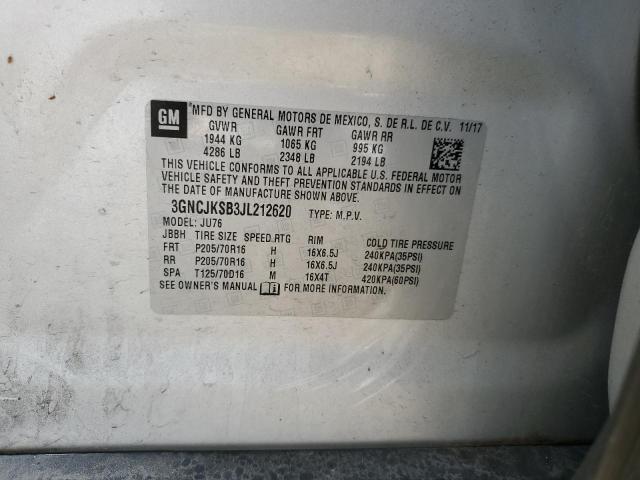 GM *MFD BY GENERAL MOTORS DE MEXICO, S. DE R.L. DE C.V. 11/17
GVWR GAWR FRT GAWR RR
1944 KG 1065 KG 995 KG
4286 LB 2348 LB 2194 LB
THIS VEHICLE CONFORMS TO ALL APPLICABLE U.S. FEDERAL MOTOR
VEHICLE SAFETY AND THEFT PREVENTION STANDARDS IN EFFECT ON
THE DATE OF MANUFACTURE SHOWN ABOVE.
3GNCJKSB3JL212620 TYPE: M.P.V.
MODEL: JU76
JBBH TIRE SIZE SPEED.RTG RIM COLD TIRE PRESSURE
FRT P205/70R16 H 16X6.5J 240KPA(35PSI)
RR P205/70R16 H 16X6.5J 240KPA(35PSI)
SPA T125/70D16 M 16X4T 420KPA(60PSI)
SEE OWNER'S MANUAL FOR MORE INFORMATION.